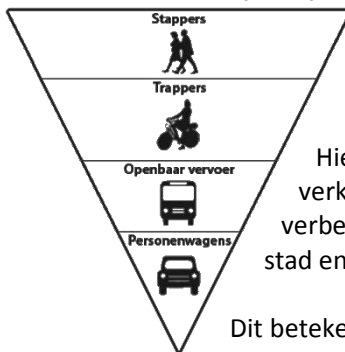 Stappers
Trappers
Openbaar vervoer
Personenwagens
Hie
verk
verbe
stad en
Dit beteke